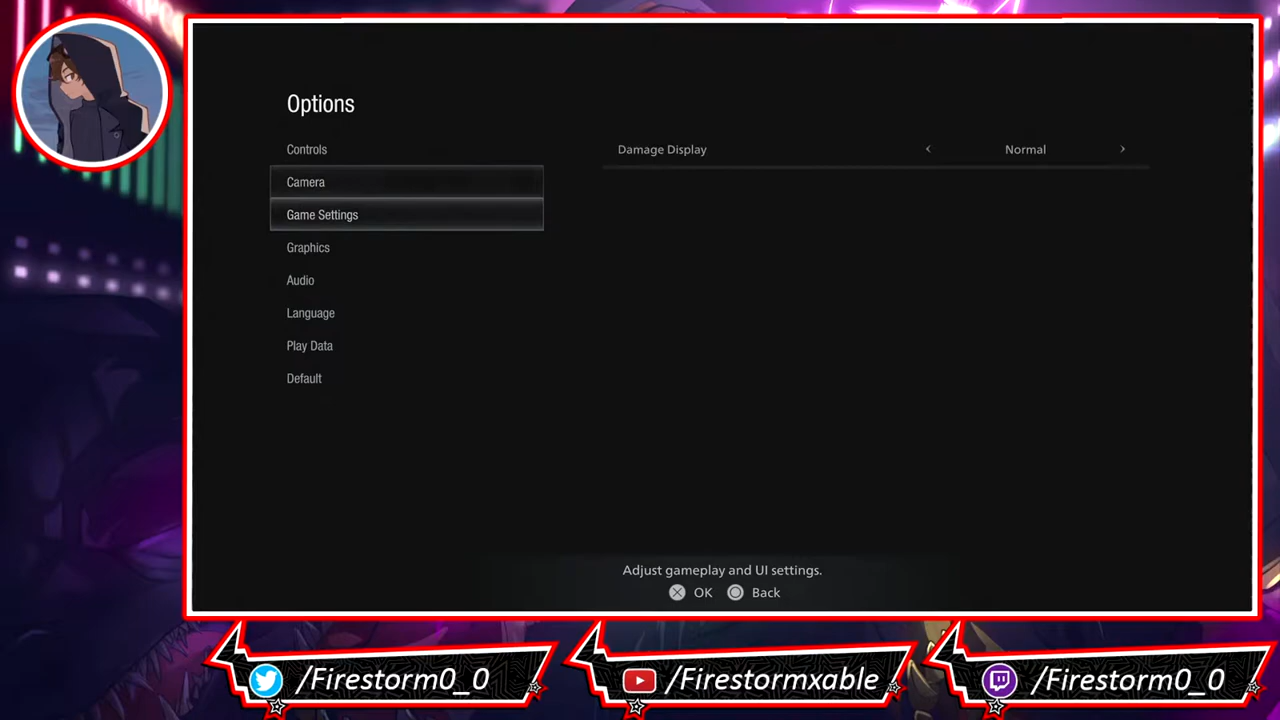 Options
Controls
Damage Display
Normal
Camera
Game Settings
Graphics
Audio
Language
Play Data
Default
Adjust gameplay and UI settings.
OK Back
/Firestorm0_0
/Firestormxable
/Firestorm0_0